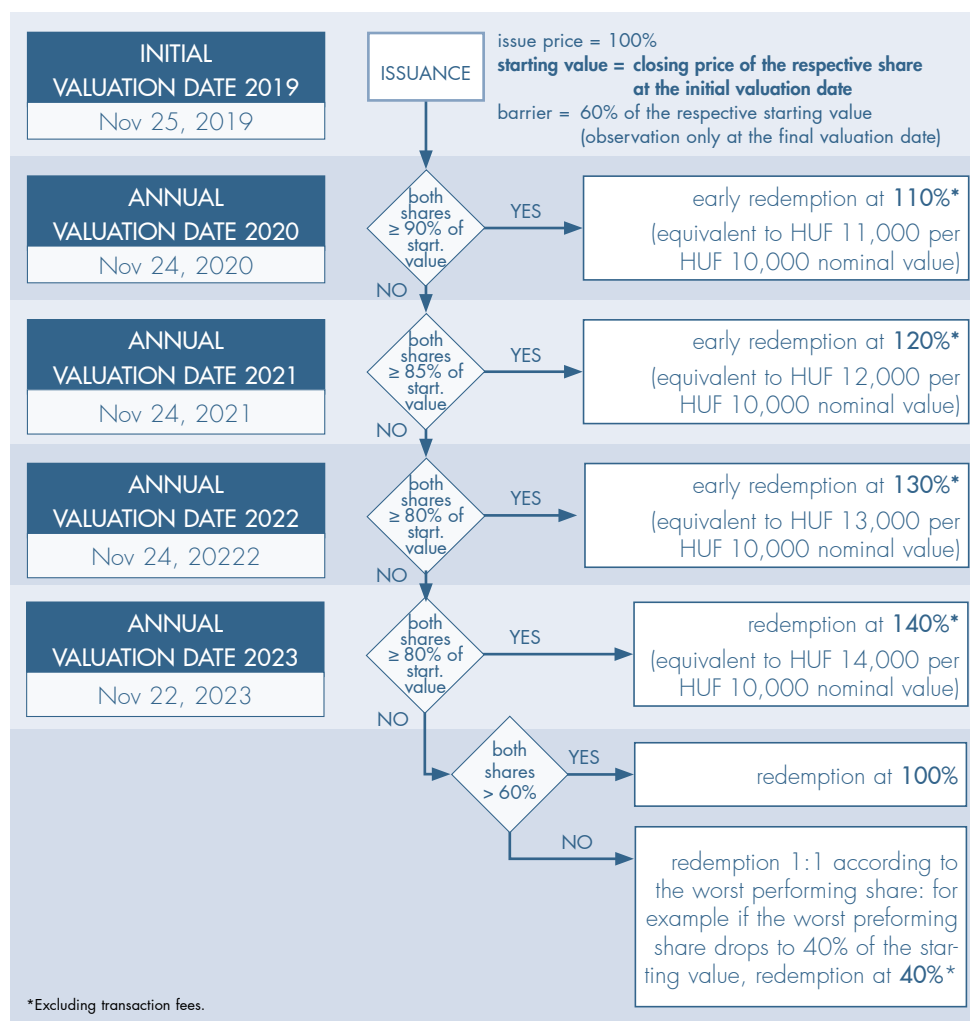 INITIAL
VALUATION DATE 2019
Nov 25, 2019
ISSUANCE
issue price = 100%
starting value = closing price of the respective share
at the initial valuation date
barrier = 60% of the respective starting value
(observation only at the final valuation date)
ANNUAL
VALUATION DATE 2020
Nov 24, 2020
both
shares
≥ 90% of
start.
value
YES
NO
early redemption at 110%*
(equivalent to HUF 11,000 per
HUF 10,000 nominal value)
ANNUAL
VALUATION DATE 2021
Nov 24, 2021
both
shares
≥ 85% of
start.
value
YES
NO
early redemption at 120%*
(equivalent to HUF 12,000 per
HUF 10,000 nominal value)
ANNUAL
VALUATION DATE 2022
Nov 24, 20222
both
shares
≥ 80% of
start.
value
YES
NO
early redemption at 130%*
(equivalent to HUF 13,000 per
HUF 10,000 nominal value)
ANNUAL
VALUATION DATE 2023
Nov 22, 2023
both
shares
≥ 80% of
start.
value
YES
NO
redemption at 140%*
(equivalent to HUF 14,000 per
HUF 10,000 nominal value)
both
shares
> 60%
YES
redemption at 100%
NO
redemption 1:1 according to
the worst performing share: for
example if the worst preforming
share drops to 40% of the star-
ting value, redemption at 40%*
*Excluding transaction fees.